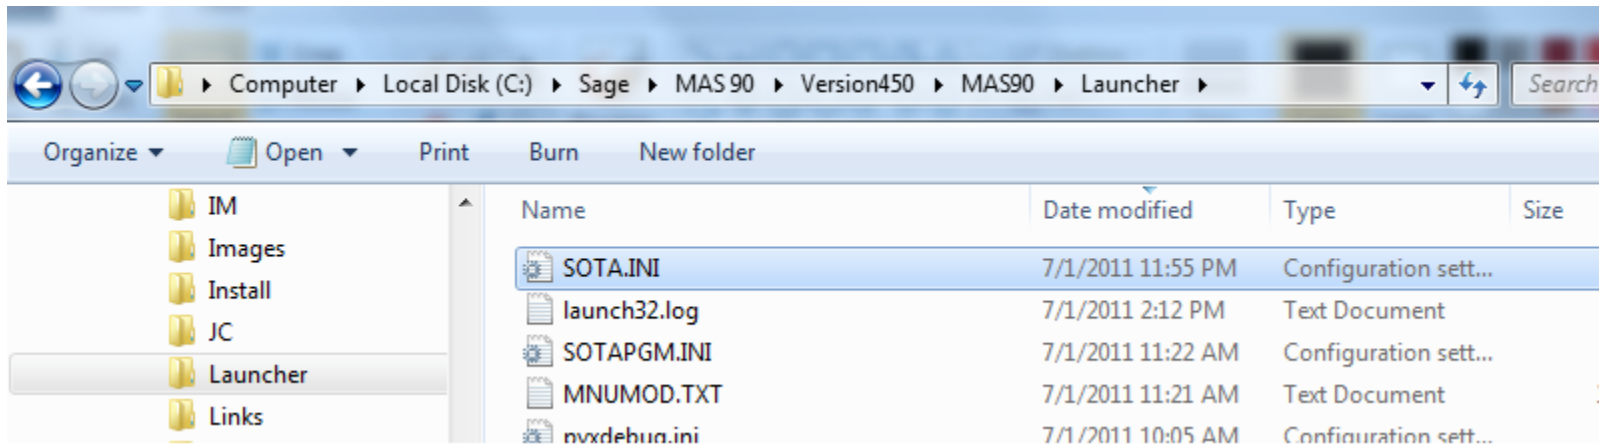 Computer Local Disk (C:) Sage MAS 90 Version450 MAS90 Launcher Search
Organize Open Print Burn New folder
IM
Images
Install
JC
Launcher
Links
Name Date modified Type Size
SOTA.INI 7/1/2011 11:55 PM Configuration sett...
launch32.log 7/1/2011 2:12 PM Text Document
SOTAPGM.INI 7/1/2011 11:22 AM Configuration sett...
MNUMOD.TXT 7/1/2011 11:21 AM Text Document
pvxdebug.ini 7/1/2011 10:05 AM Configuration sett...